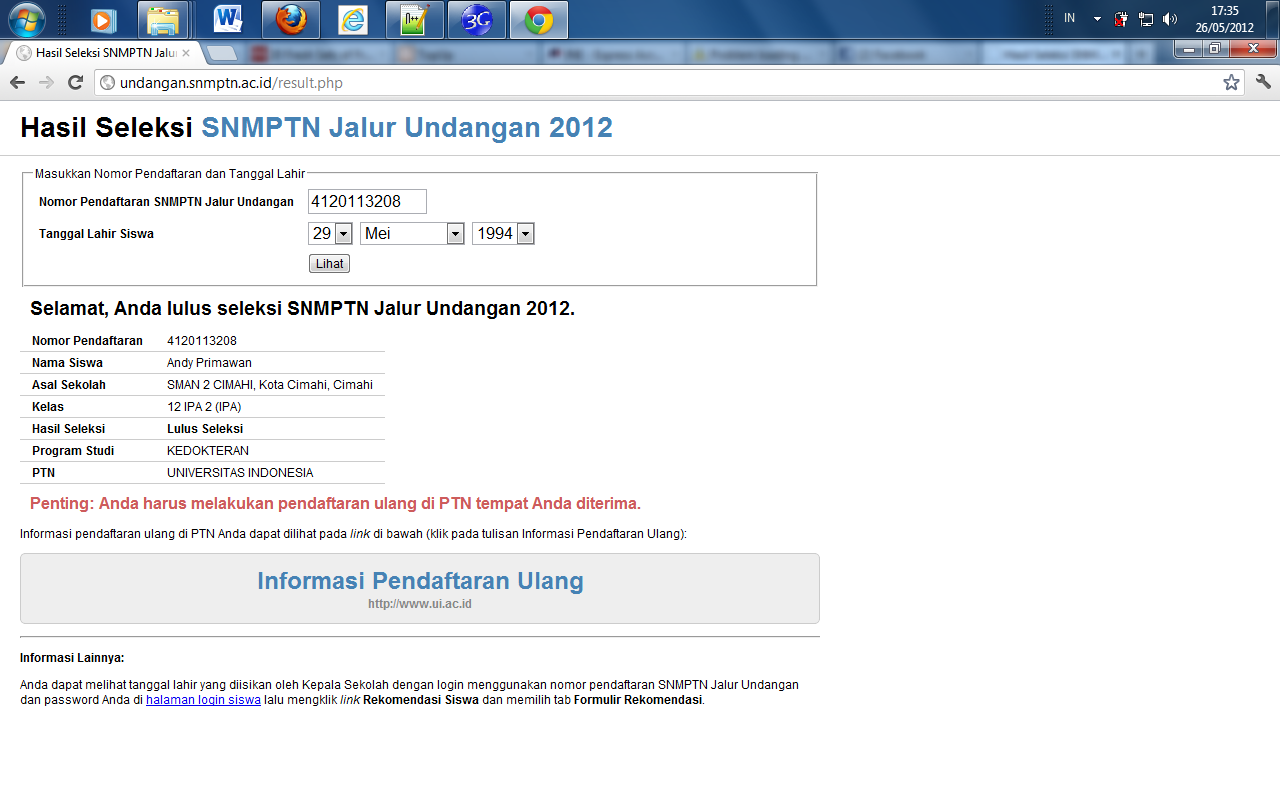 IN
17:35
26/05/2012
Hasil Seleksi SNMPTN Jalu
undangan.snmptn.ac.id/result.php
Hasil Seleksi SNMPTN Jalur Undangan 2012
Masukkan Nomor Pendaftaran dan Tanggal Lahir
Nomor Pendaftaran SNMPTN Jalur Undangan 4120113208
Tanggal Lahir Siswa 29 Mei 1994
Lihat
Selamat, Anda lulus seleksi SNMPTN Jalur Undangan 2012.
Nomor Pendaftaran 4120113208
Nama Siswa Andy Primawan
Asal Sekolah SMAN 2 CIMAHI, Kota Cimahi, Cimahi
Kelas 12 IPA 2 (IPA)
Hasil Seleksi Lulus Seleksi
Program Studi KEDOKTERAN
PTN UNIVERSITAS INDONESIA
Penting: Anda harus melakukan pendaftaran ulang di PTN tempat Anda diterima.
Informasi pendaftaran ulang di PTN Anda dapat dilihat pada link di bawah (klik pada tulisan Informasi Pendaftaran Ulang):
Informasi Pendaftaran Ulang
http://www.ui.ac.id
Informasi Lainnya:
Anda dapat melihat tanggal lahir yang diisikan oleh Kepala Sekolah dengan login menggunakan nomor pendaftaran SNMPTN Jalur Undangan
dan password Anda di halaman login siswa lalu mengklik link Rekomendasi Siswa dan memilih tab Formulir Rekomendasi.